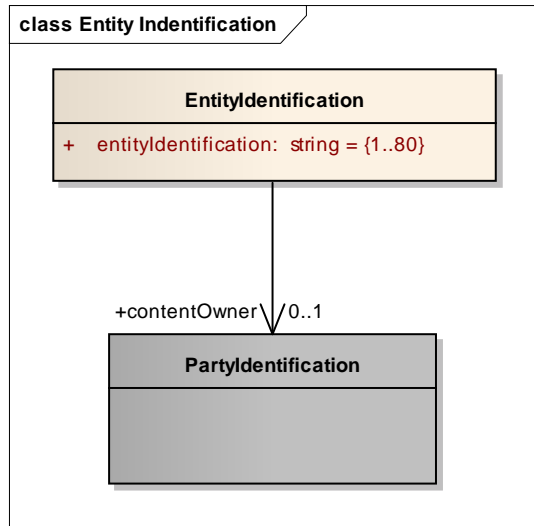 class Entity Indentification
EntityIdentification
+ entityIdentification: string = {1..80}
+contentOwner 0..1
PartyIdentification